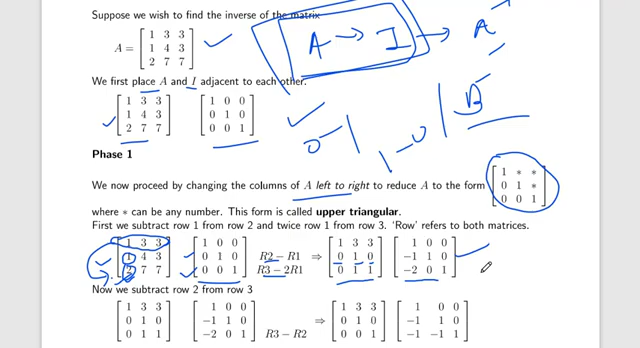 Suppose we wish to find the inverse of the matrix
A = [ 1 3 3 ; 1 4 3 ; 2 7 7 ]
A → I → A⁻
We first place A and I adjacent to each other.
[ 1 3 3 ; 1 4 3 ; 2 7 7 ] [ 1 0 0 ; 0 1 0 ; 0 0 1 ]
Phase 1
We now proceed by changing the columns of A left to right to reduce A to the form [ 1 * * ; 0 1 * ; 0 0 1 ]
where * can be any number. This form is called upper triangular.
First we subtract row 1 from row 2 and twice row 1 from row 3. 'Row' refers to both matrices.
[ 1 3 3 ; 1 4 3 ; 2 7 7 ] [ 1 0 0 ; 0 1 0 ; 0 0 1 ] R2 − R1 R3 − 2R1 ⇒ [ 1 3 3 ; 0 1 0 ; 0 1 1 ] [ 1 0 0 ; −1 1 0 ; −2 0 1 ]
Now we subtract row 2 from row 3
[ 1 3 3 ; 0 1 0 ; 0 1 1 ] [ 1 0 0 ; −1 1 0 ; −2 0 1 ] R3 − R2 ⇒ [ 1 3 3 ; 0 1 0 ; 0 0 1 ] [ 1 0 0 ; −1 1 0 ; −1 −1 1 ]